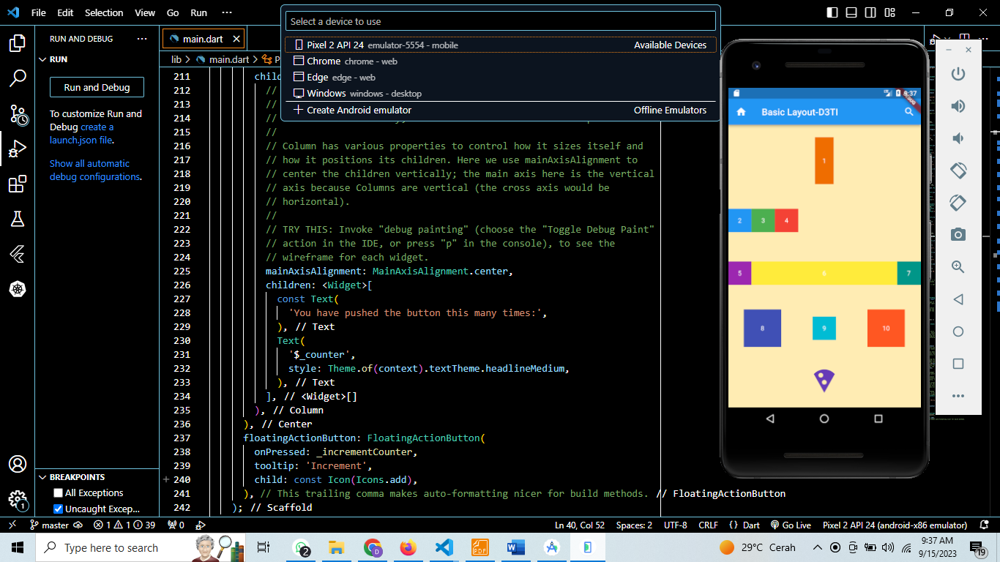 File Edit Selection View Go Run ···
Select a device to use
Pixel 2 API 24 emulator-5554 - mobile Available Devices
Chrome chrome - web
Edge edge - web
Windows windows - desktop
Create Android emulator Offline Emulators
RUN AND DEBUG ···
RUN
Run and Debug
To customize Run and
Debug create a
launch.json file.
Show all automatic
debug configurations.
BREAKPOINTS
All Exceptions
Uncaught Excep...
main.dart
lib > main.dart >
211 child
212 //
213 //
214 //
215 //
216 // Column has various properties to control how it sizes itself and
217 // how it positions its children. Here we use mainAxisAlignment to
218 // center the children vertically; the main axis here is the vertical
219 // axis because Columns are vertical (the cross axis would be
220 // horizontal).
221 //
222 // TRY THIS: Invoke "debug painting" (choose the "Toggle Debug Paint"
223 // action in the IDE, or press "p" in the console), to see the
224 // wireframe for each widget.
225 mainAxisAlignment: MainAxisAlignment.center,
226 children: <Widget>[
227 const Text(
228 'You have pushed the button this many times:',
229 ), // Text
230 Text(
231 '$_counter',
232 style: Theme.of(context).textTheme.headlineMedium,
233 ), // Text
234 ], // <Widget>[]
235 ), // Column
236 ), // Center
237 floatingActionButton: FloatingActionButton(
238 onPressed: _incrementCounter,
239 tooltip: 'Increment',
240 child: const Icon(Icons.add),
241 ), // This trailing comma makes auto-formatting nicer for build methods. // FloatingActionButton
242 ); // Scaffold
9:37
Basic Layout-D3TI
1
2 3 4
5 6 7
8 9 10
master 1 1 39 0 Ln 40, Col 52 Spaces: 2 UTF-8 CRLF {} Dart Go Live Pixel 2 API 24 (android-x86 emulator)
Type here to search
2
PDF
29°C Cerah
9:37 AM
9/15/2023
19